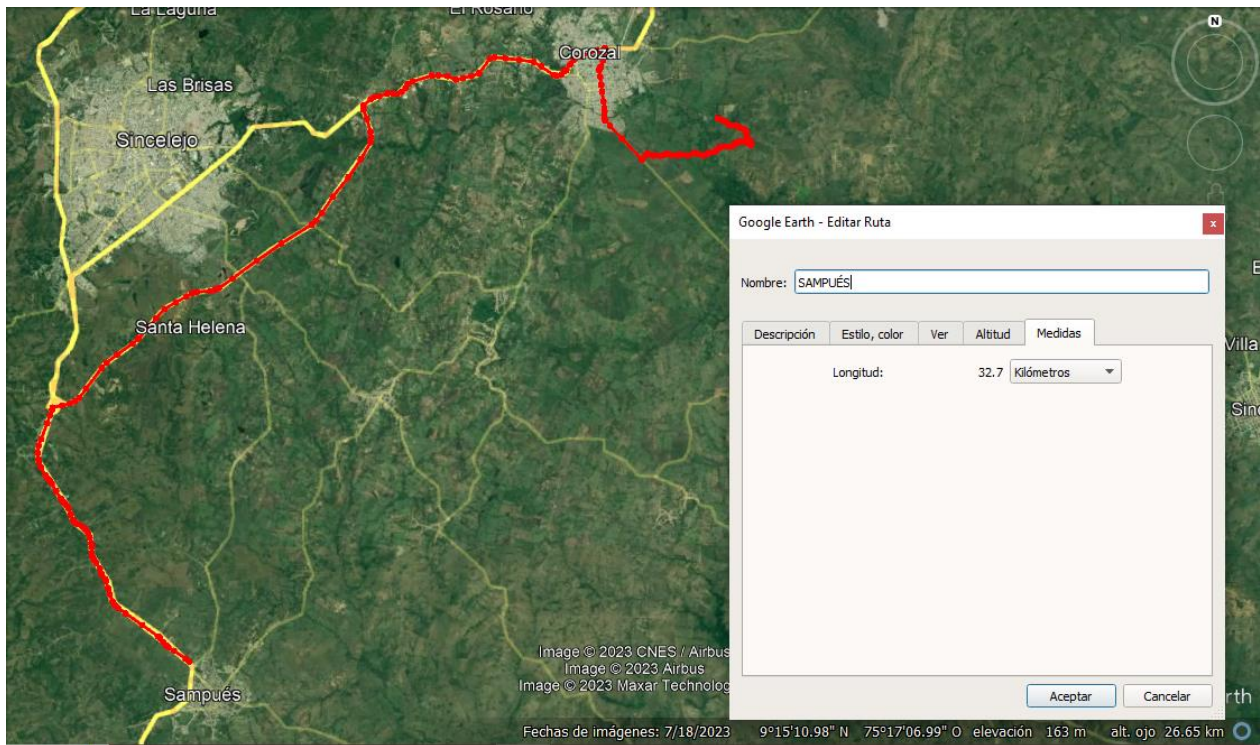 La Laguna
El Rosario
N
Corozal
Las Brisas
Sincelejo
Google Earth - Editar Ruta
x
Nombre: SAMPUÉS
Santa Helena
Descripción Estilo, color Ver Altitud Medidas
Villa
Longitud: 32.7 Kilómetros
Image © 2023 CNES / Airbus
Image © 2023 Airbus
Image © 2023 Maxar Technolog
Sampués
Aceptar Cancelar
rth
Fechas de imágenes: 7/18/2023 9°15'10.98" N 75°17'06.99" O elevación 163 m alt. ojo 26.65 km